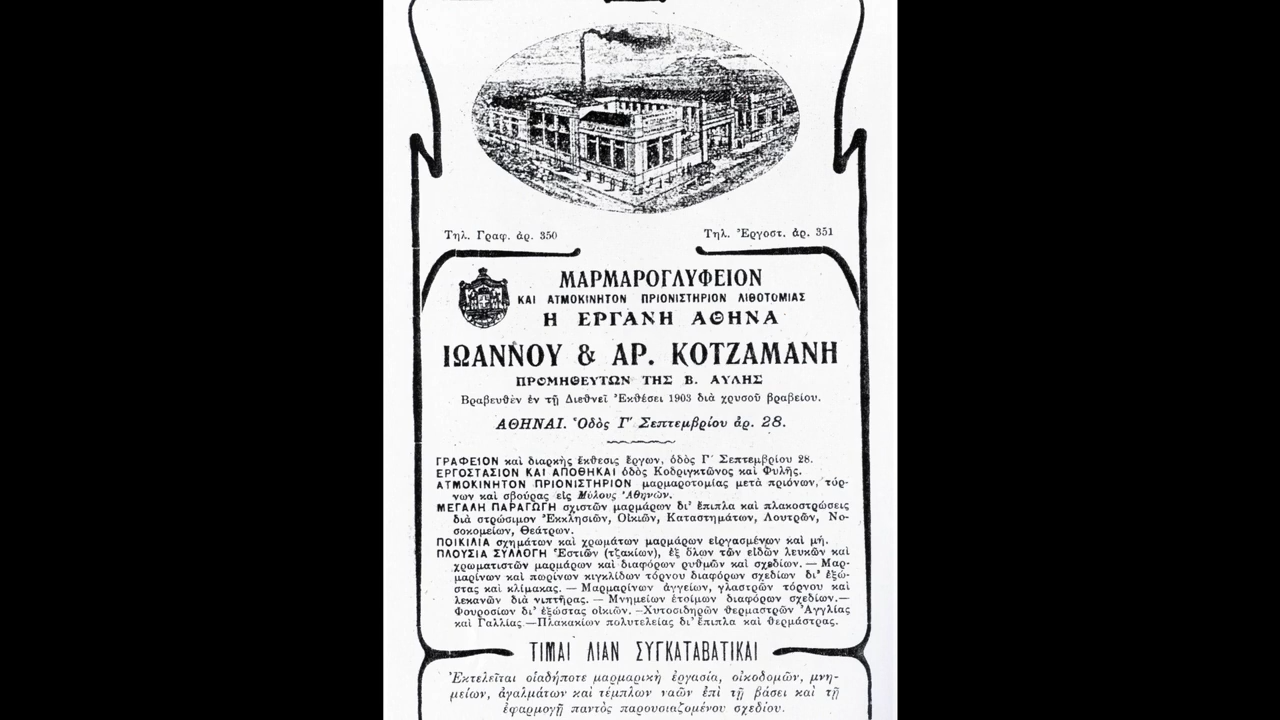 Τηλ. Γραφ. ἀρ. 350
Τηλ. Ἐργοστ. ἀρ. 351
ΜΑΡΜΑΡΟΓΛΥΦΕΙΟΝ
ΚΑΙ ΑΤΜΟΚΙΝΗΤΟΝ ΠΡΙΟΝΙΣΤΗΡΙΟΝ ΛΙΘΟΤΟΜΙΑΣ
Η ΕΡΓΑΝΗ ΑΘΗΝΑ
ΙΩΑΝΝΟΥ & ΑΡ. ΚΟΤΖΑΜΑΝΗ
ΠΡΟΜΗΘΕΥΤΩΝ ΤΗΣ Β. ΑΥΛΗΣ
Βραβευθὲν ἐν τῇ Διεθνεῖ Ἐκθέσει 1903 διὰ χρυσοῦ βραβείου.
ΑΘΗΝΑΙ. Ὁδὸς Γ΄ Σεπτεμβρίου ἀρ. 28.
ΓΡΑΦΕΙΟΝ καὶ διαρκὴς ἔκθεσις ἔργων, ὁδὸς Γ΄ Σεπτεμβρίου 28.
ΕΡΓΟΣΤΑΣΙΟΝ ΚΑΙ ΑΠΟΘΗΚΑΙ ὁδὸς Κοδριγκτῶνος καὶ Φυλῆς.
ΑΤΜΟΚΙΝΗΤΟΝ ΠΡΙΟΝΙΣΤΗΡΙΟΝ μαρμαροτομίας μετὰ πριόνων, τόρ-
νων καὶ σβούρας εἰς Μύλους Ἀθηνῶν.
ΜΕΓΑΛΗ ΠΑΡΑΓΩΓΗ σχιστῶν μαρμάρων δι' ἔπιπλα καὶ πλακοστρώσεις
διὰ στρώσιμον Ἐκκλησιῶν, Οἰκιῶν, Καταστημάτων, Λουτρῶν, Νο-
σοκομείων, Θεάτρων.
ΠΟΙΚΙΛΙΑ σχημάτων καὶ χρωμάτων μαρμάρων εἰργασμένων καὶ μή.
ΠΛΟΥΣΙΑ ΣΥΛΛΟΓΗ Ἑστιῶν (τζακίων), ἐξ ὅλων τῶν εἰδῶν λευκῶν καὶ
χρωματιστῶν μαρμάρων καὶ διαφόρων ρυθμῶν καὶ σχεδίων. — Μαρ-
μαρίνων καὶ πωρίνων κιγκλίδων τόρνου διαφόρων σχεδίων δι' ἐξώ-
στας καὶ κλίμακας. — Μαρμαρίνων ἀγγείων, γλαστρῶν τόρνου καὶ
λεκανῶν διὰ νιπτῆρας. — Μνημείων ἑτοίμων διαφόρων σχεδίων.—
Φουροσίων δι' ἐξώστας οἰκιῶν. —Χυτοσιδηρῶν θερμαστρῶν Ἀγγλίας
καὶ Γαλλίας.—Πλακακίων πολυτελείας δι' ἔπιπλα καὶ θερμάστρας.
ΤΙΜΑΙ ΛΙΑΝ ΣΥΓΚΑΤΑΒΑΤΙΚΑΙ
Ἐκτελεῖται οἱαδήποτε μαρμαρικὴ ἐργασία, οἰκοδομῶν, μνη-
μείων, ἀγαλμάτων καὶ τέμπλων ναῶν ἐπὶ τῇ βάσει καὶ τῇ
ἐφαρμογῇ παντὸς παρουσιαζομένου σχεδίου.